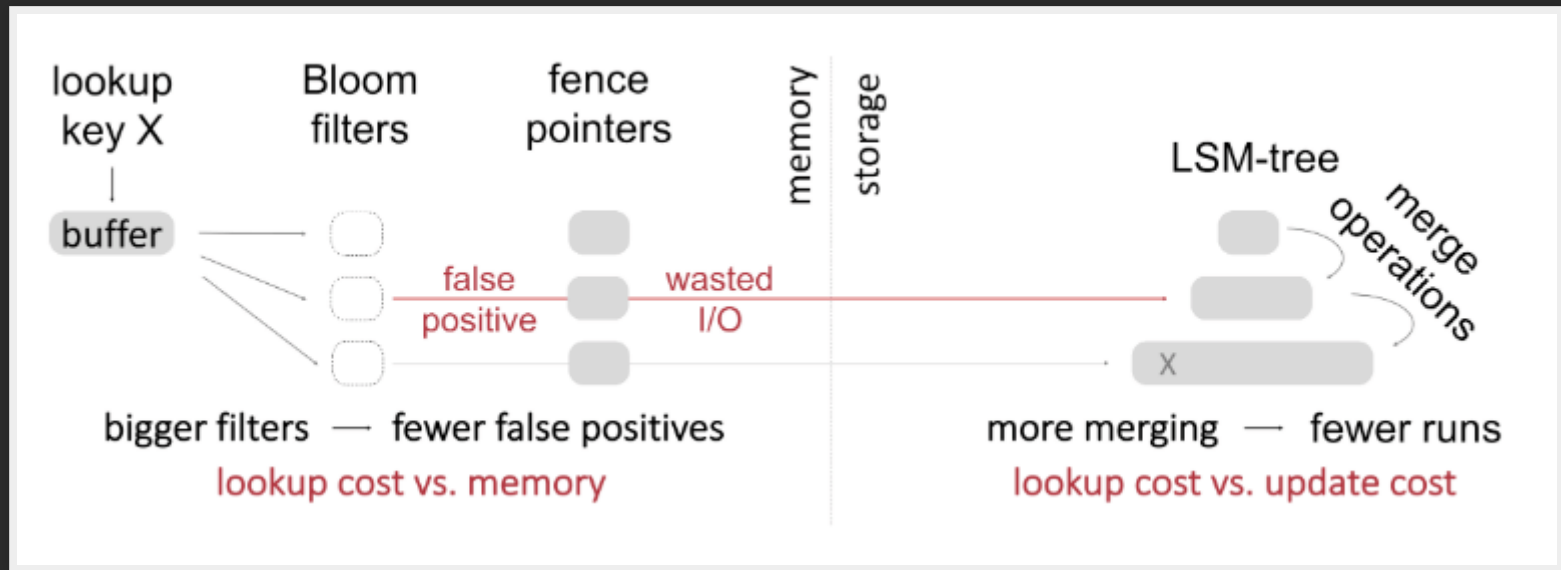 lookup
key X
Bloom
filters
fence
pointers
memory
storage
LSM-tree
merge
operations
buffer
false
positive
wasted
I/O
X
bigger filters — fewer false positives
lookup cost vs. memory
more merging — fewer runs
lookup cost vs. update cost